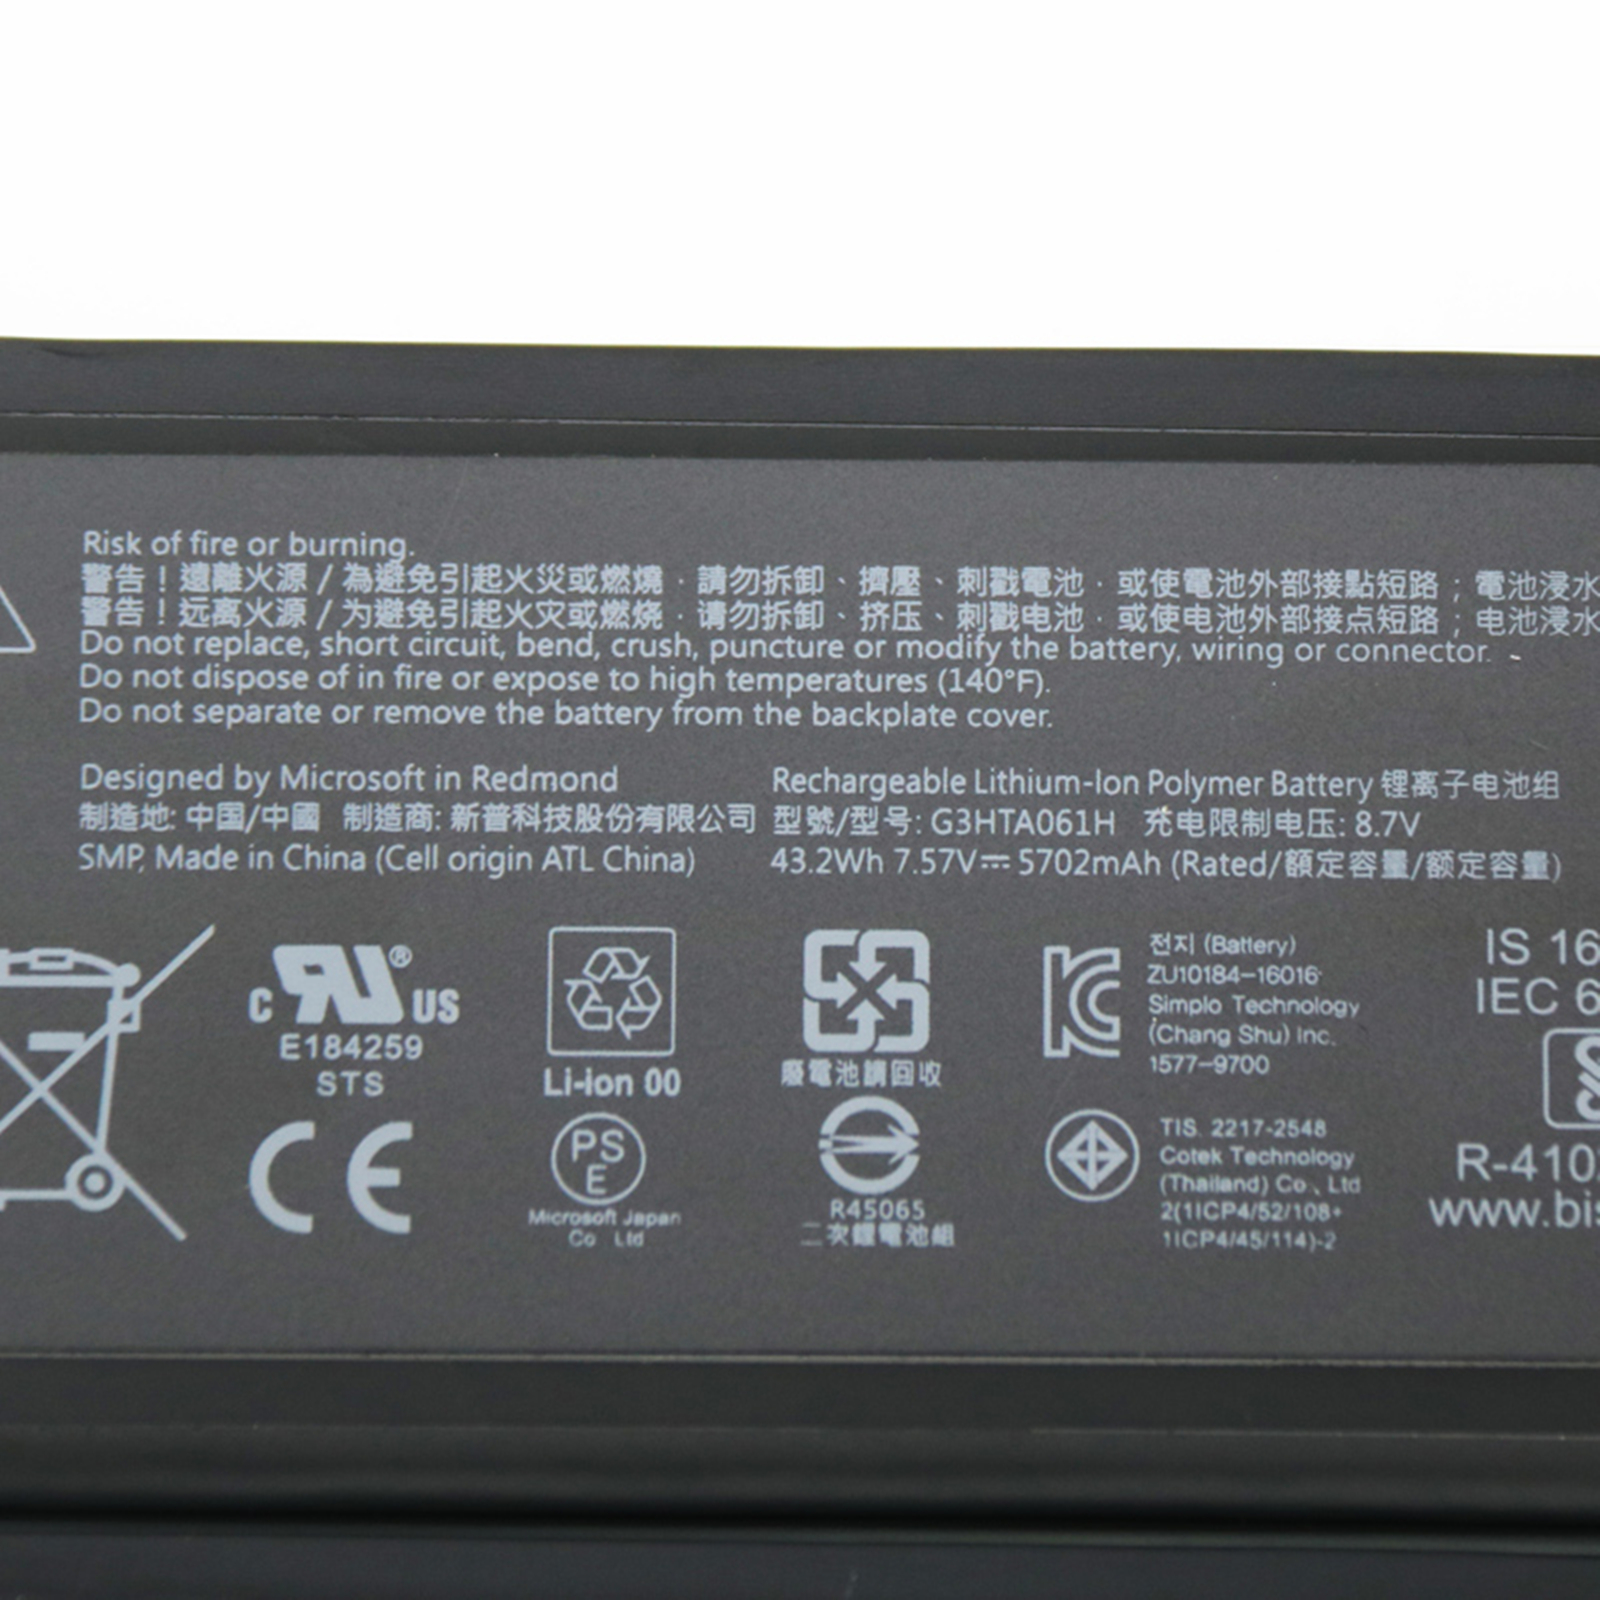 Risk of fire or burning.
警告！遠離火源 / 為避免引起火災或燃燒．請勿拆卸、擠壓、刺戳電池．或使電池外部接點短路；電池浸水
警告！远离火源 / 为避免引起火灾或燃烧．请勿拆卸、挤压、刺戳电池．或使电池外部接点短路；电池浸水
Do not replace, short circuit, bend, crush, puncture or modify the battery, wiring or connector.
Do not dispose of in fire or expose to high temperatures (140°F).
Do not separate or remove the battery from the backplate cover.
Designed by Microsoft in Redmond
制造地: 中国/中國 制造商: 新普科技股份有限公司
SMP, Made in China (Cell origin ATL China)
Rechargeable Lithium-Ion Polymer Battery 锂离子电池组
型號/型号: G3HTA061H 充电限制电压: 8.7V
43.2Wh 7.57V⎓ 5702mAh (Rated/額定容量/额定容量)
C UR® US
E184259
STS
CE
Li-ion 00
PS
E
Microsoft Japan
Co Ltd
廢電池請回收
R45065
二次鋰電池組
전지 (Battery)
ZU10184-16016
Simplo Technology
(Chang Shu) Inc.
1577-9700
TIS. 2217-2548
Cotek Technology
(Thailand) Co., Ltd
2(1ICP4/52/108+
1ICP4/45/114)-2
IS 16
IEC 6
R-410
www.bis